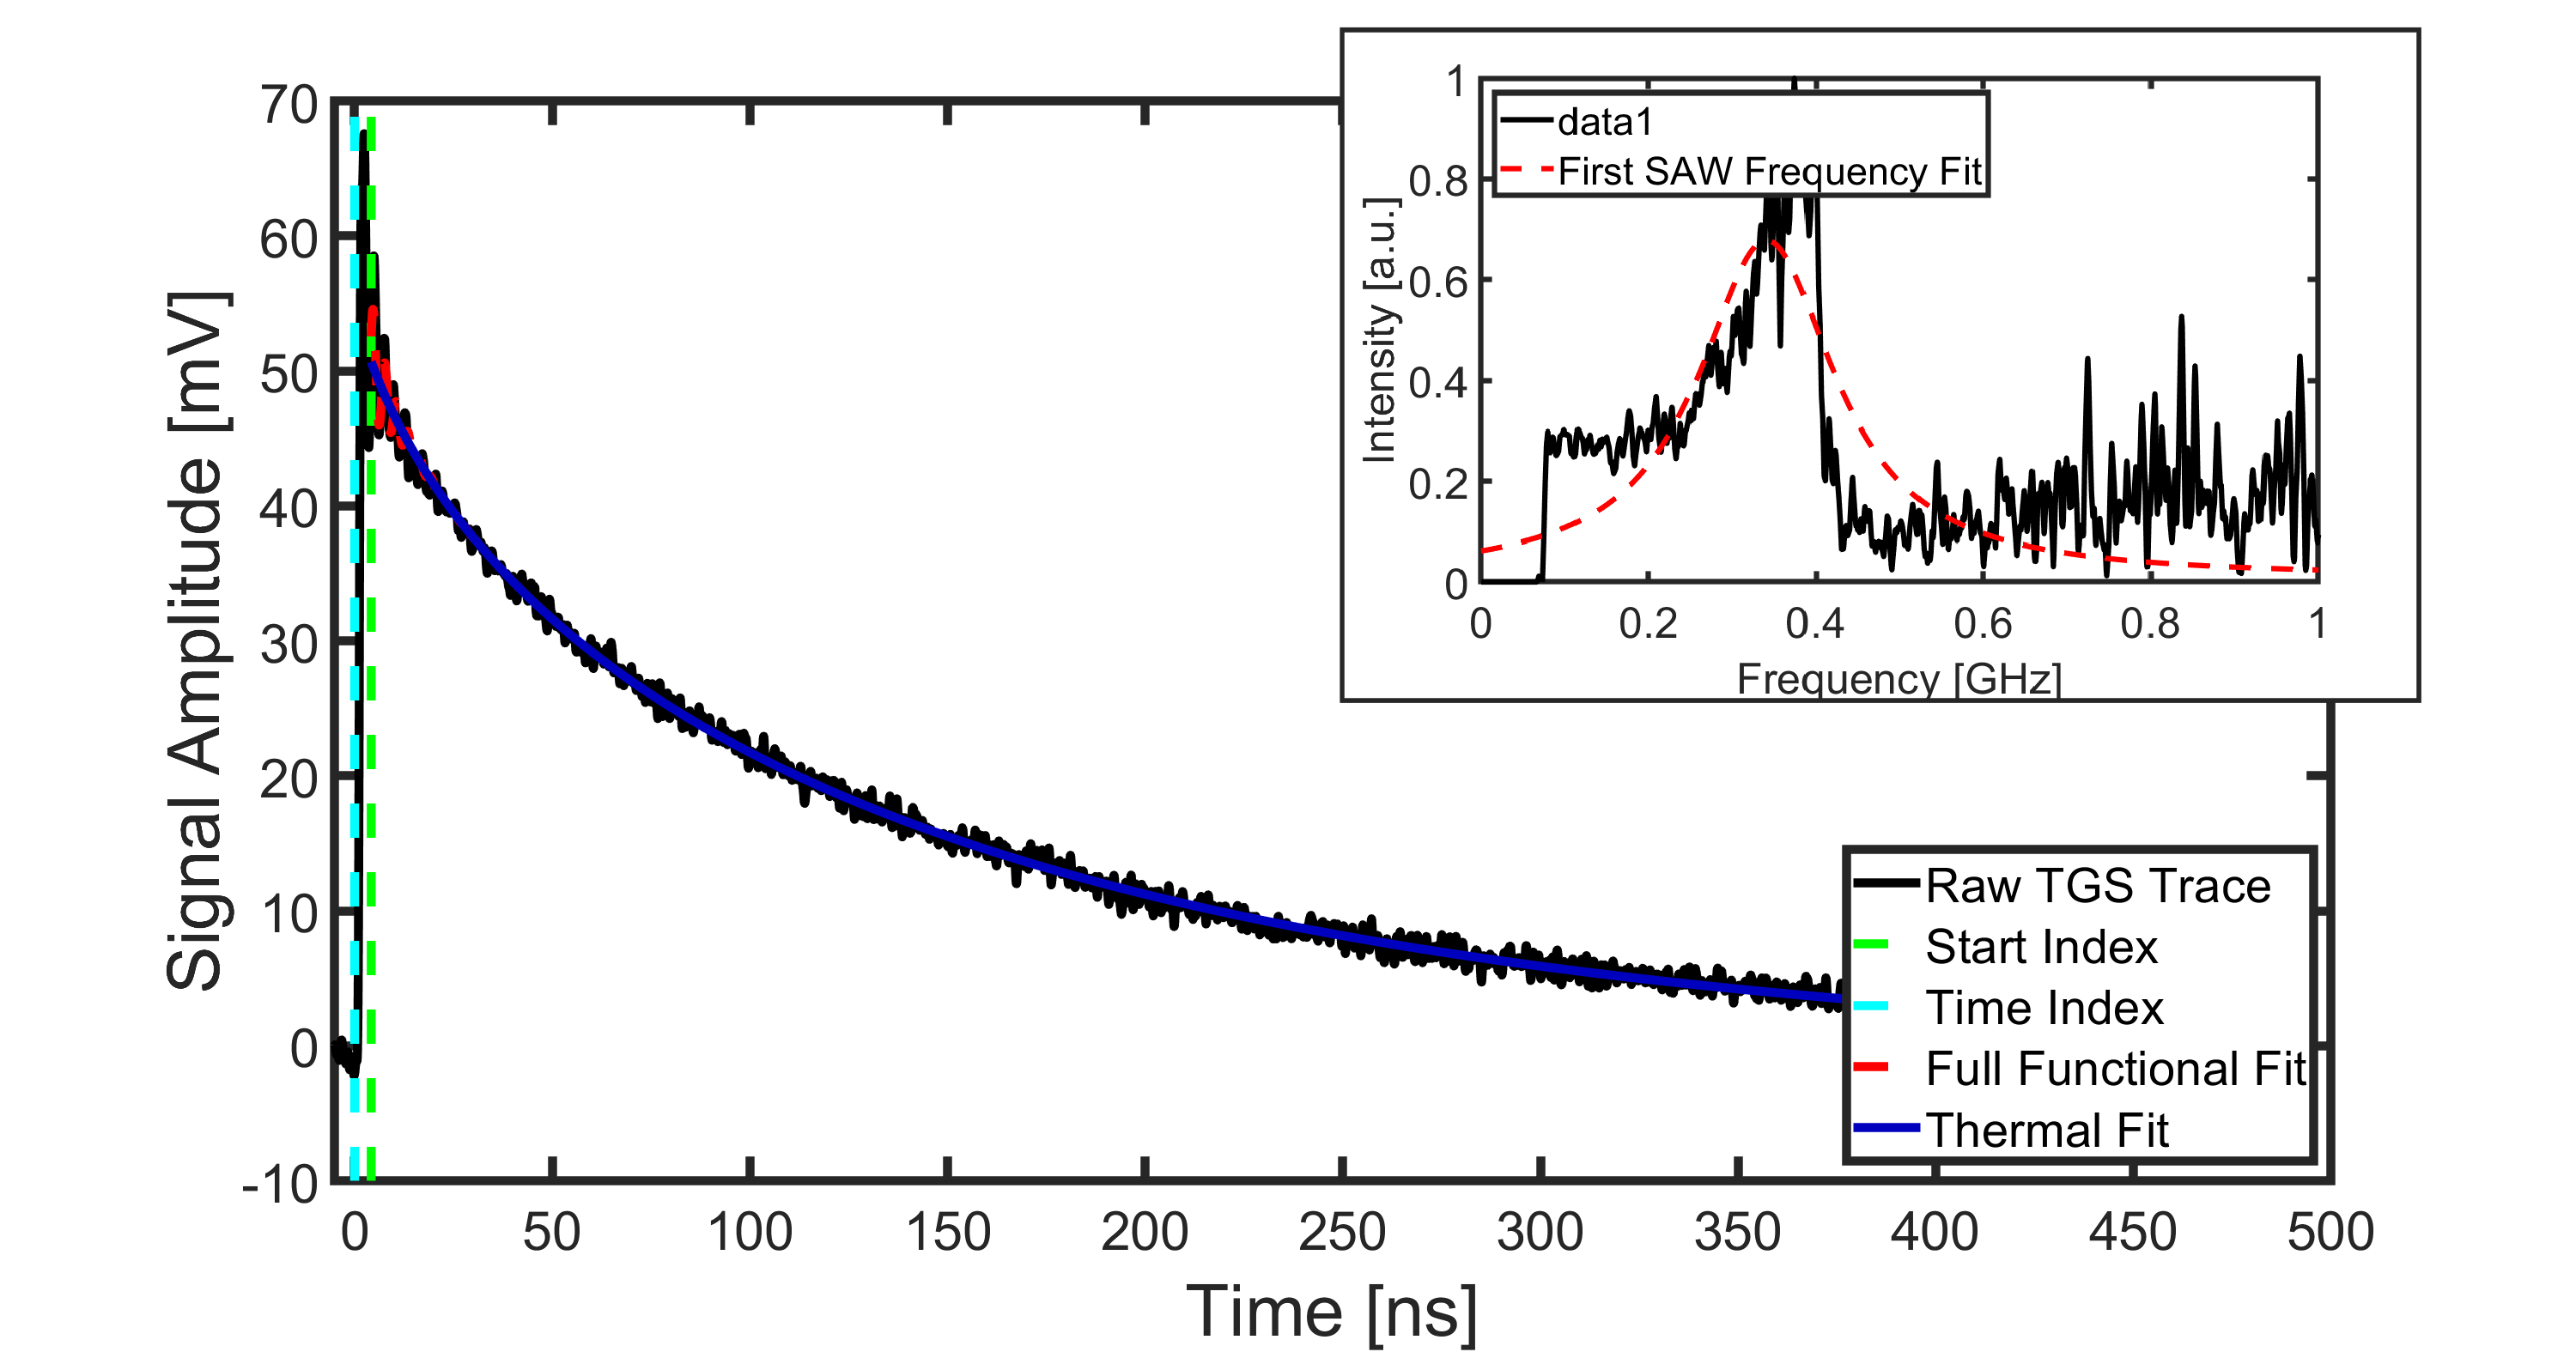 70
60
50
40
30
20
10
0
-10
Signal Amplitude [mV]
0 50 100 150 200 250 300 350 400 450 500
Time [ns]
1
0.8
0.6
0.4
0.2
0
Intensity [a.u.]
data1
First SAW Frequency Fit
0 0.2 0.4 0.6 0.8 1
Frequency [GHz]
Raw TGS Trace
Start Index
Time Index
Full Functional Fit
Thermal Fit